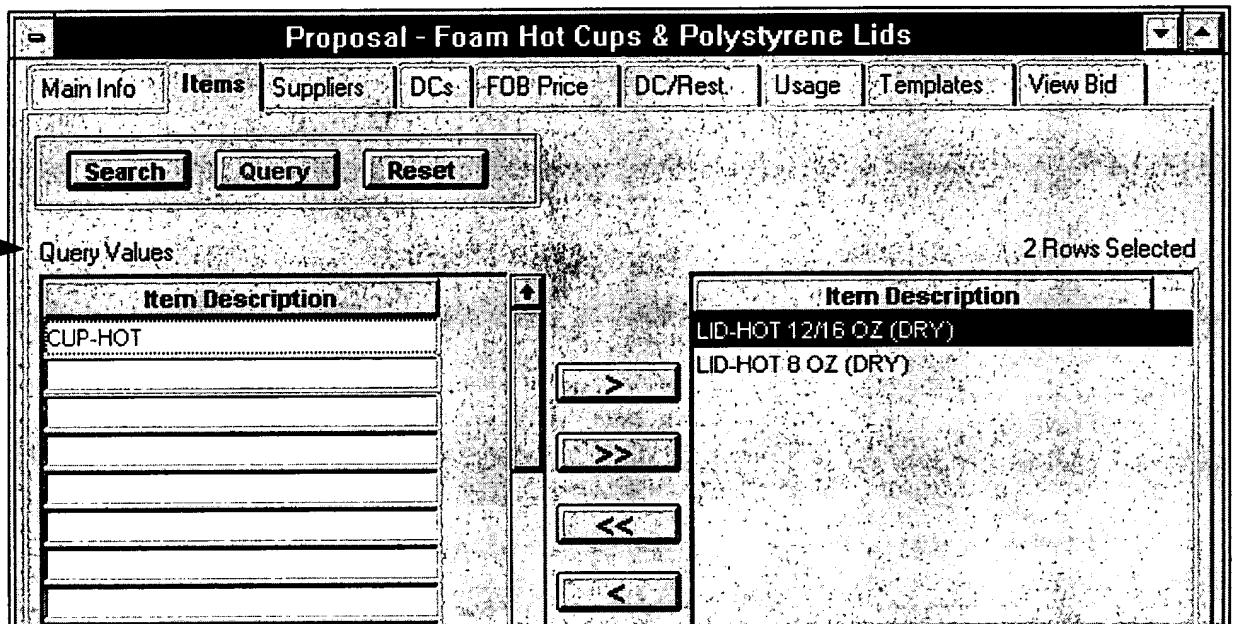 Proposal - Foam Hot Cups & Polystyrene Lids
Main Info Items Suppliers DCs FOB Price DC/Rest. Usage Templates View Bid
Search Query Reset
Query Values 2 Rows Selected
Item Description Item Description
CUP-HOT LID-HOT 12/16 OZ (DRY)
LID-HOT 8 OZ (DRY)
>
>>
<<
<